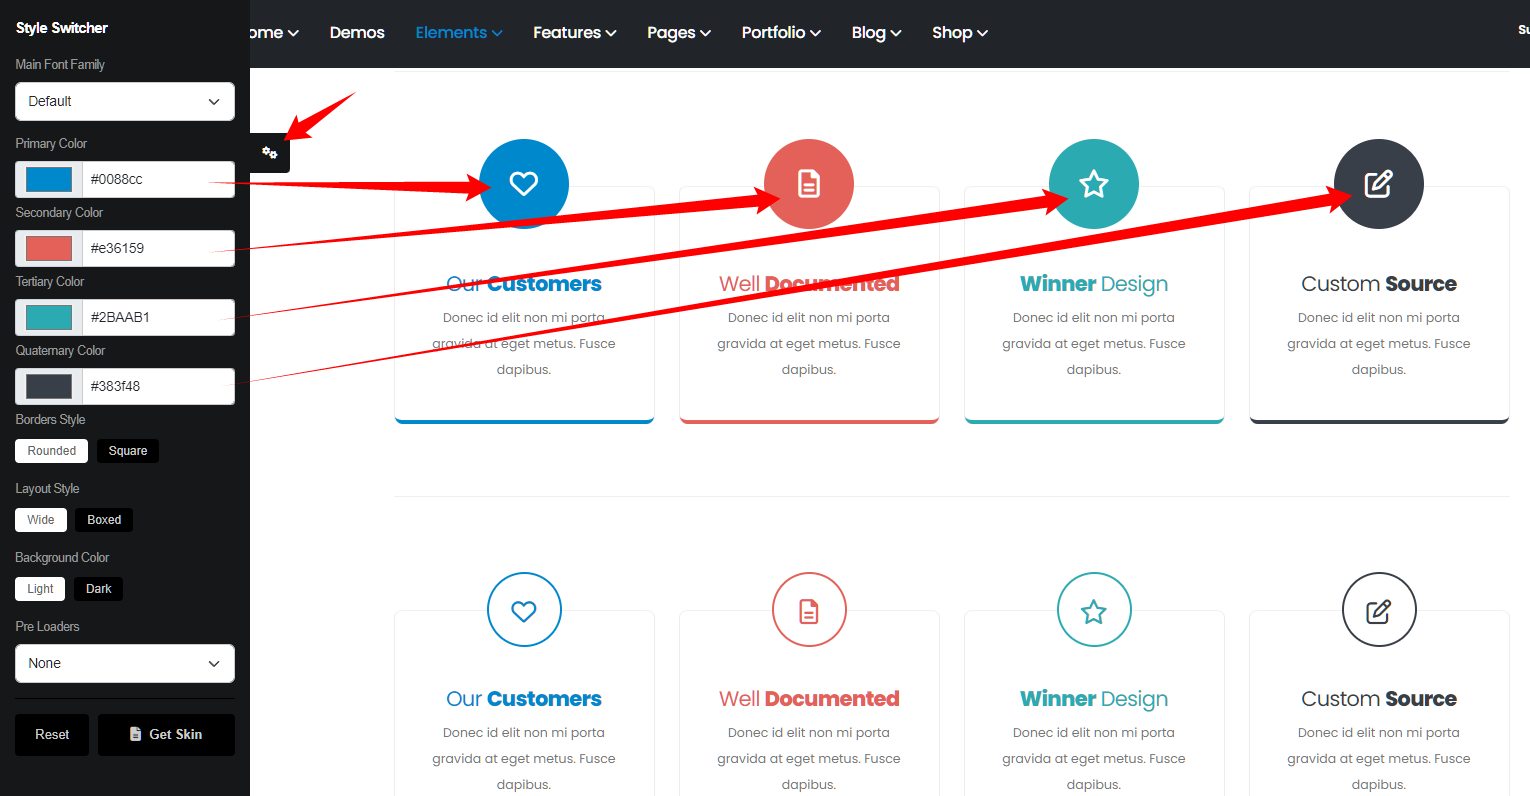 Style Switcher
Main Font Family
Default
Primary Color
#0088cc
Secondary Color
#e36159
Tertiary Color
#2BAAB1
Quaternary Color
#383f48
Borders Style
Rounded Square
Layout Style
Wide Boxed
Background Color
Light Dark
Pre Loaders
None
Reset Get Skin
ome Demos Elements Features Pages Portfolio Blog Shop Su
Our Customers
Donec id elit non mi porta
gravida at eget metus. Fusce
dapibus.
Well Documented
Donec id elit non mi porta
gravida at eget metus. Fusce
dapibus.
Winner Design
Donec id elit non mi porta
gravida at eget metus. Fusce
dapibus.
Custom Source
Donec id elit non mi porta
gravida at eget metus. Fusce
dapibus.
Our Customers
Donec id elit non mi porta
gravida at eget metus. Fusce
dapibus.
Well Documented
Donec id elit non mi porta
gravida at eget metus. Fusce
dapibus.
Winner Design
Donec id elit non mi porta
gravida at eget metus. Fusce
dapibus.
Custom Source
Donec id elit non mi porta
gravida at eget metus. Fusce
dapibus.